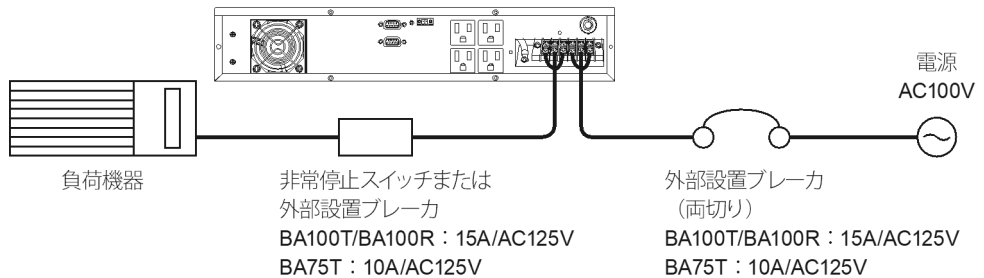 電源
AC100V
負荷機器
非常停止スイッチまたは
外部設置ブレーカ
BA100T/BA100R：15A/AC125V
BA75T：10A/AC125V
外部設置ブレーカ
（両切り）
BA100T/BA100R：15A/AC125V
BA75T：10A/AC125V